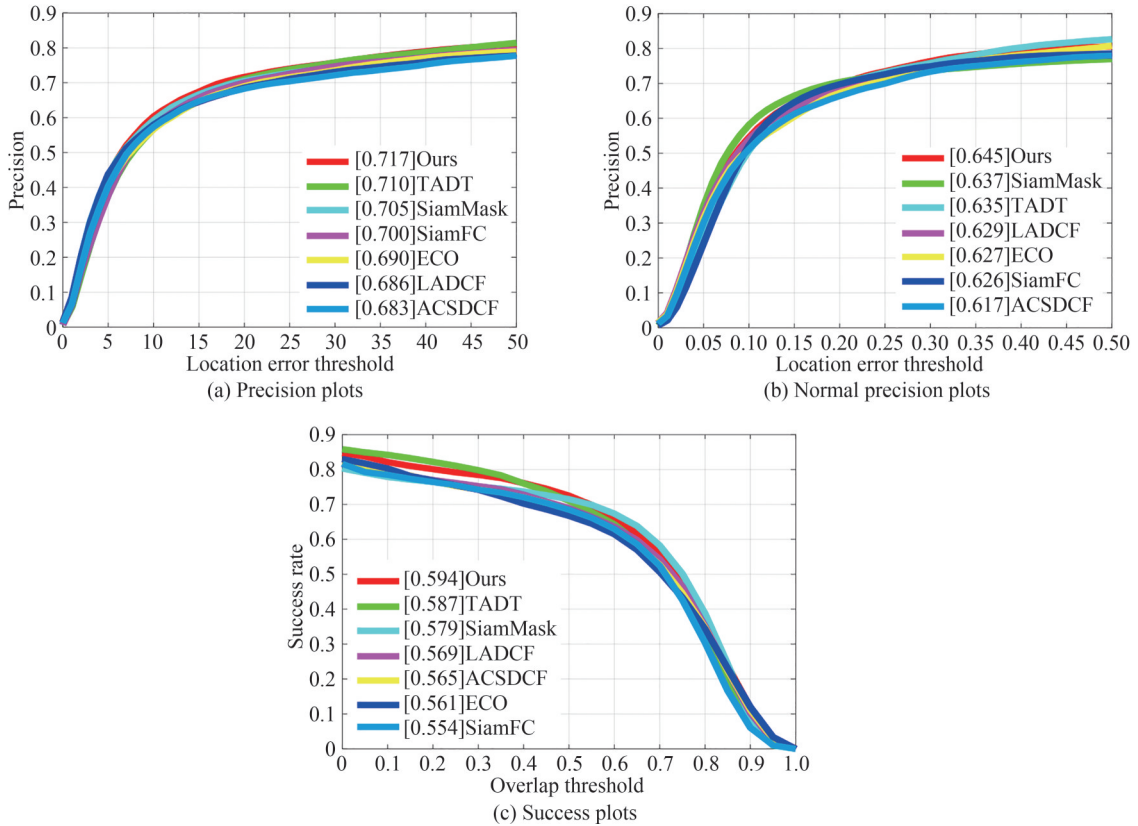 0.9
0.8
0.7
0.6
0.5
0.4
0.3
0.2
0.1
0
Precision
[0.717]Ours
[0.710]TADT
[0.705]SiamMask
[0.700]SiamFC
[0.690]ECO
[0.686]LADCF
[0.683]ACSDCF
0 5 10 15 20 25 30 35 40 45 50
Location error threshold
(a) Precision plots
0.9
0.8
0.7
0.6
0.5
0.4
0.3
0.2
0.1
0
Precision
[0.645]Ours
[0.637]SiamMask
[0.635]TADT
[0.629]LADCF
[0.627]ECO
[0.626]SiamFC
[0.617]ACSDCF
0 0.05 0.10 0.15 0.20 0.25 0.30 0.35 0.40 0.45 0.50
Location error threshold
(b) Normal precision plots
0.9
0.8
0.7
0.6
0.5
0.4
0.3
0.2
0.1
0
Success rate
[0.594]Ours
[0.587]TADT
[0.579]SiamMask
[0.569]LADCF
[0.565]ACSDCF
[0.561]ECO
[0.554]SiamFC
0 0.1 0.2 0.3 0.4 0.5 0.6 0.7 0.8 0.9 1.0
Overlap threshold
(c) Success plots